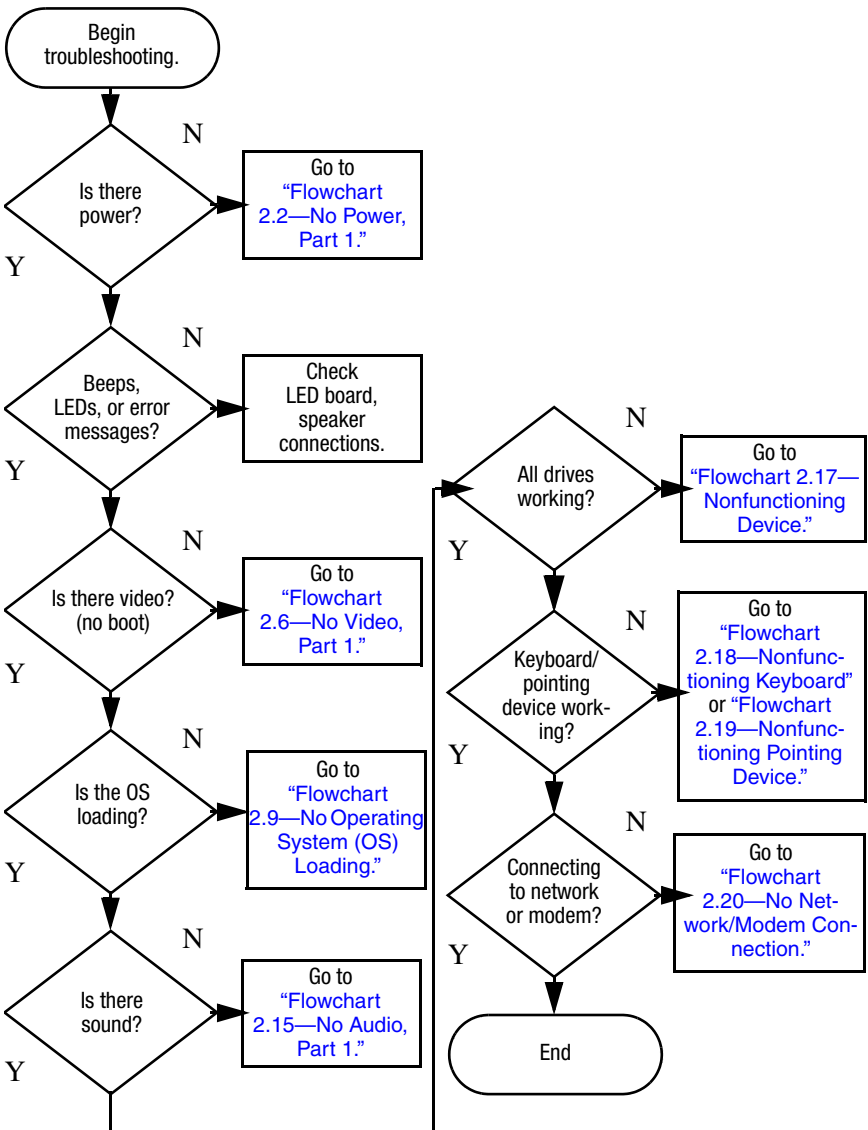 Begin
troubleshooting.
N
Is there
power?
Go to
“Flowchart
2.2—No Power,
Part 1.”
Y
N
Beeps,
LEDs, or error
messages?
Check
LED board,
speaker
connections.
Y
N
Is there video?
(no boot)
Go to
“Flowchart
2.6—No Video,
Part 1.”
Y
N
Is the OS
loading?
Go to
“Flowchart
2.9—No Operating
System (OS)
Loading.”
Y
N
Is there
sound?
Go to
“Flowchart
2.15—No Audio,
Part 1.”
Y
N
All drives
working?
Go to
“Flowchart 2.17—
Nonfunctioning
Device.”
Y
N
Keyboard/
pointing
device work-
ing?
Go to
“Flowchart
2.18—Nonfunc-
tioning Keyboard”
or “Flowchart
2.19—Nonfunc-
tioning Pointing
Device.”
Y
N
Connecting
to network
or modem?
Go to
“Flowchart
2.20—No Net-
work/Modem Con-
nection.”
Y
End